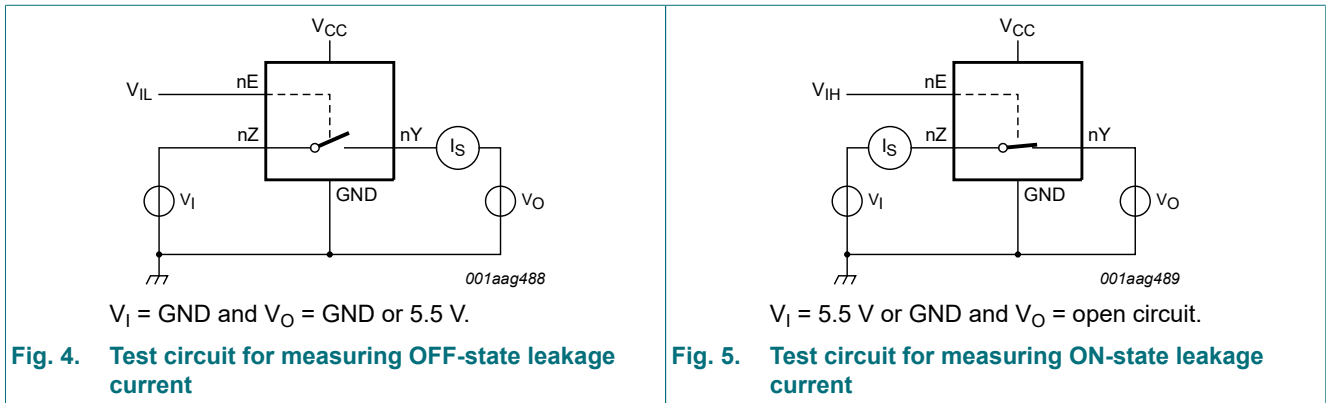 VCC
nE
VIL
nZ
nY
IS
GND
VI
VO
001aag488
VI = GND and VO = GND or 5.5 V.
Fig. 4. Test circuit for measuring OFF-state leakage
current
VCC
nE
VIH
nZ
nY
IS
GND
VI
VO
001aag489
VI = 5.5 V or GND and VO = open circuit.
Fig. 5. Test circuit for measuring ON-state leakage
current